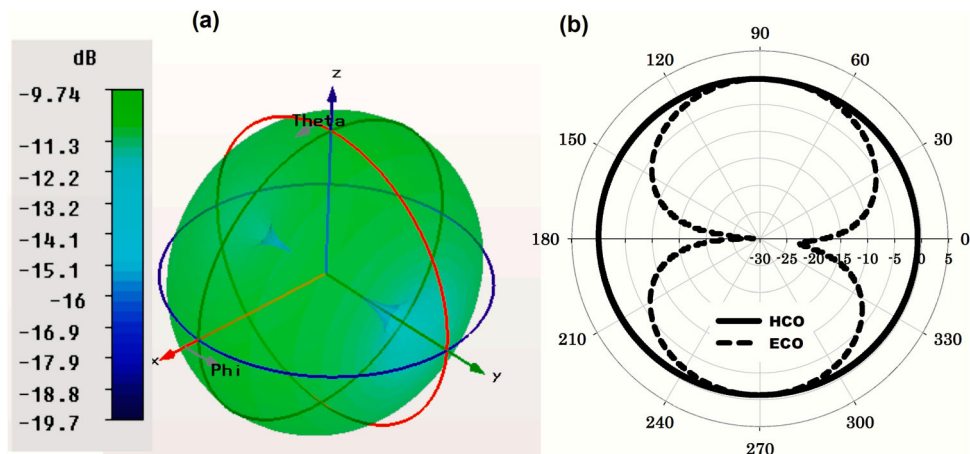 (a)
dB
-9.74
-11.3
-12.2
-13.2
-14.1
-15.1
-16
-16.9
-17.9
-18.8
-19.7
z
Theta
x
Phi
y
(b)
90
120 60
150 30
180 0
-30 -25 -20 -15 -10 -5 0 5
HCO
ECO
210 330
240 300
270